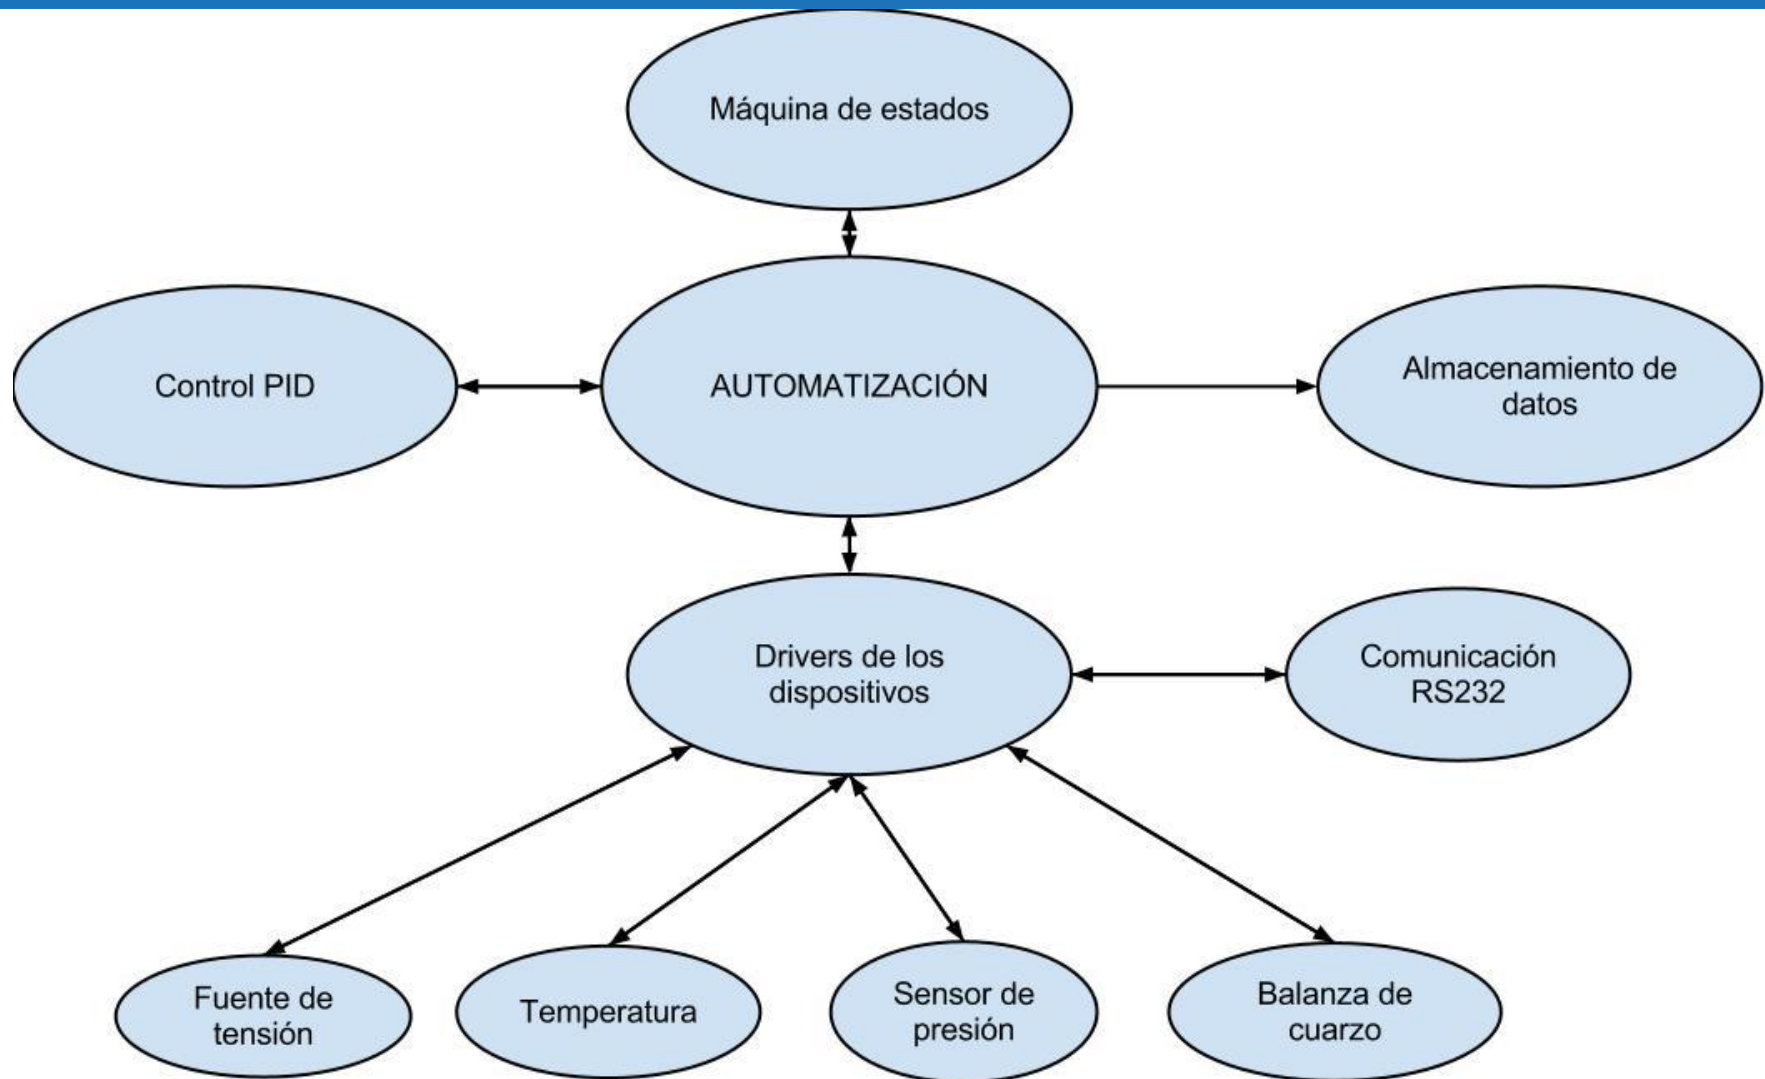 Máquina de estados
Control PID
AUTOMATIZACIÓN
Almacenamiento de
datos
Drivers de los
dispositivos
Comunicación
RS232
Fuente de
tensión
Temperatura
Sensor de
presión
Balanza de
cuarzo